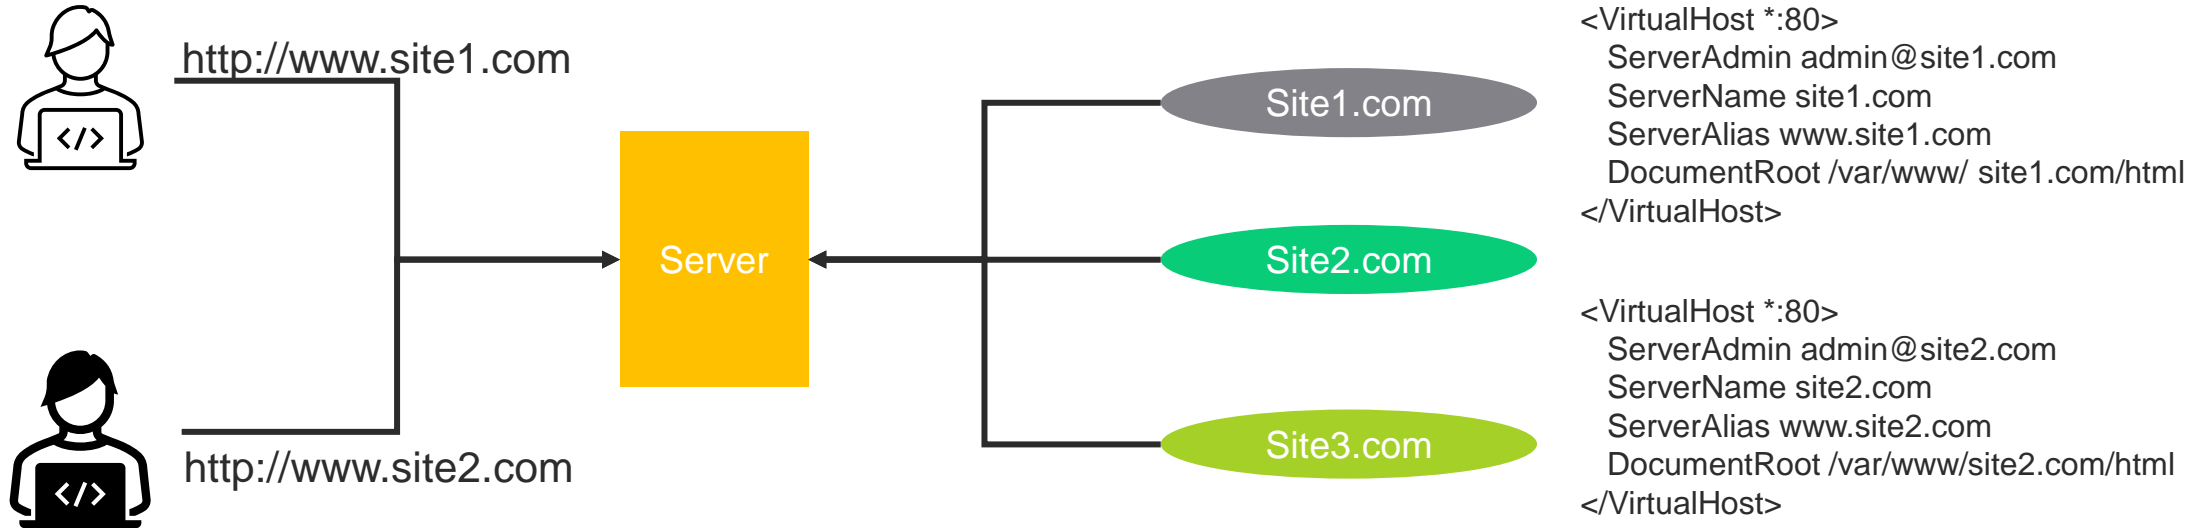 http://www.site1.com
</>
http://www.site2.com
</>
Server
Site1.com
Site2.com
Site3.com
<VirtualHost *:80>
ServerAdmin admin@site1.com
ServerName site1.com
ServerAlias www.site1.com
DocumentRoot /var/www/ site1.com/html
</VirtualHost>
<VirtualHost *:80>
ServerAdmin admin@site2.com
ServerName site2.com
ServerAlias www.site2.com
DocumentRoot /var/www/site2.com/html
</VirtualHost>